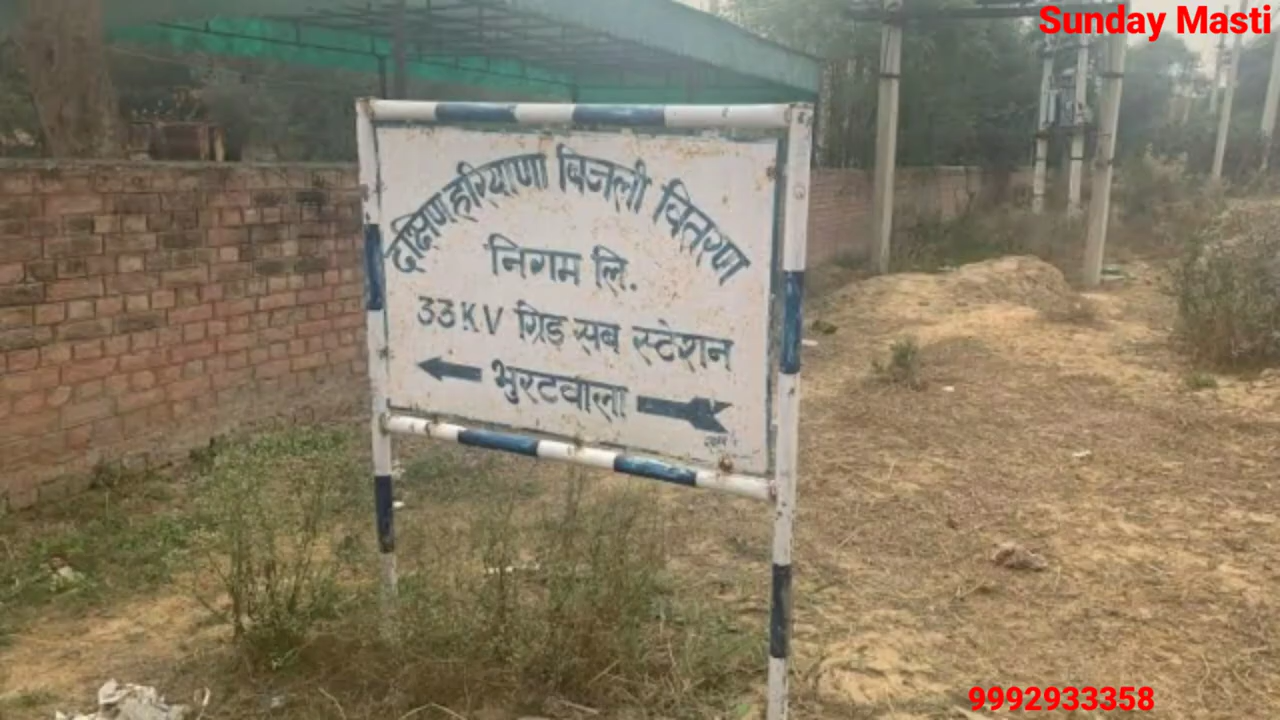 Sunday Masti
दक्षिण हरियाणा बिजली वितरण
निगम लि.
33 KV ग्रिड सब स्टेशन
भुरटवाला
9992933358